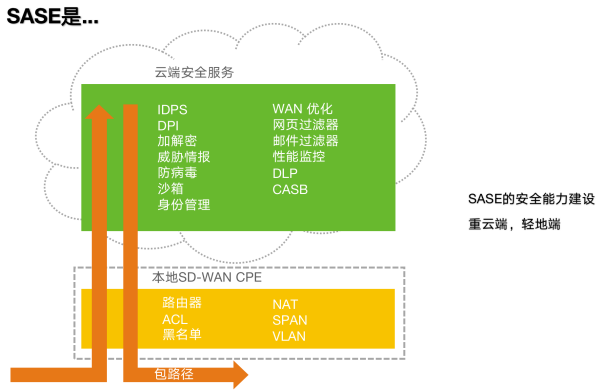 SASE是...
云端安全服务
IDPS
DPI
加解密
威胁情报
防病毒
沙箱
身份管理
WAN 优化
网页过滤器
邮件过滤器
性能监控
DLP
CASB
SASE的安全能力建设
重云端，轻地端
本地SD-WAN CPE
路由器
ACL
黑名单
NAT
SPAN
VLAN
包路径